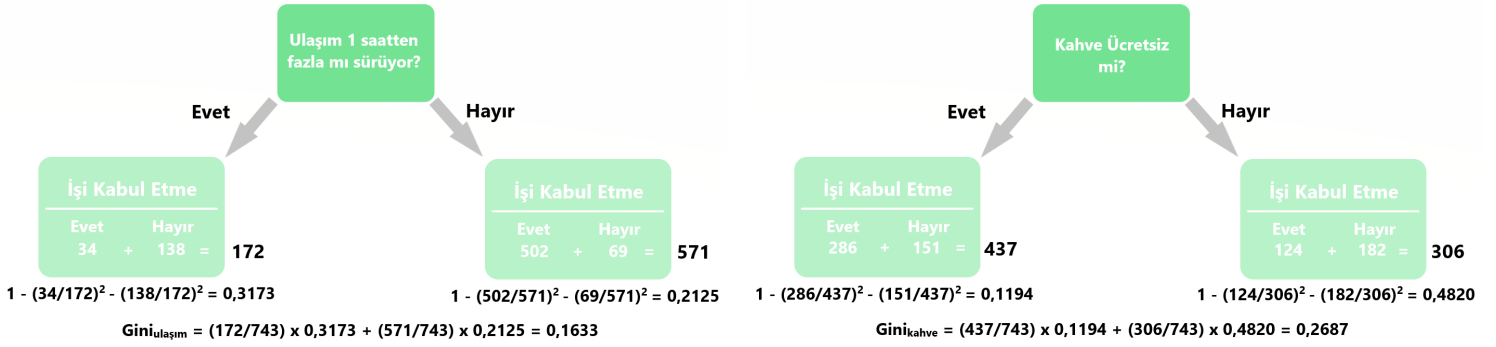 Ulaşım 1 saatten
fazla mı sürüyor?
Evet
Hayır
İşi Kabul Etme
Evet Hayır
34 + 138 = 172
İşi Kabul Etme
Evet Hayır
502 + 69 = 571
1 - (34/172)² - (138/172)² = 0,3173
1 - (502/571)² - (69/571)² = 0,2125
Giniulaşım = (172/743) x 0,3173 + (571/743) x 0,2125 = 0,1633
Kahve Ücretsiz
mi?
Evet
Hayır
İşi Kabul Etme
Evet Hayır
286 + 151 = 437
İşi Kabul Etme
Evet Hayır
124 + 182 = 306
1 - (286/437)² - (151/437)² = 0,1194
1 - (124/306)² - (182/306)² = 0,4820
Ginikahve = (437/743) x 0,1194 + (306/743) x 0,4820 = 0,2687